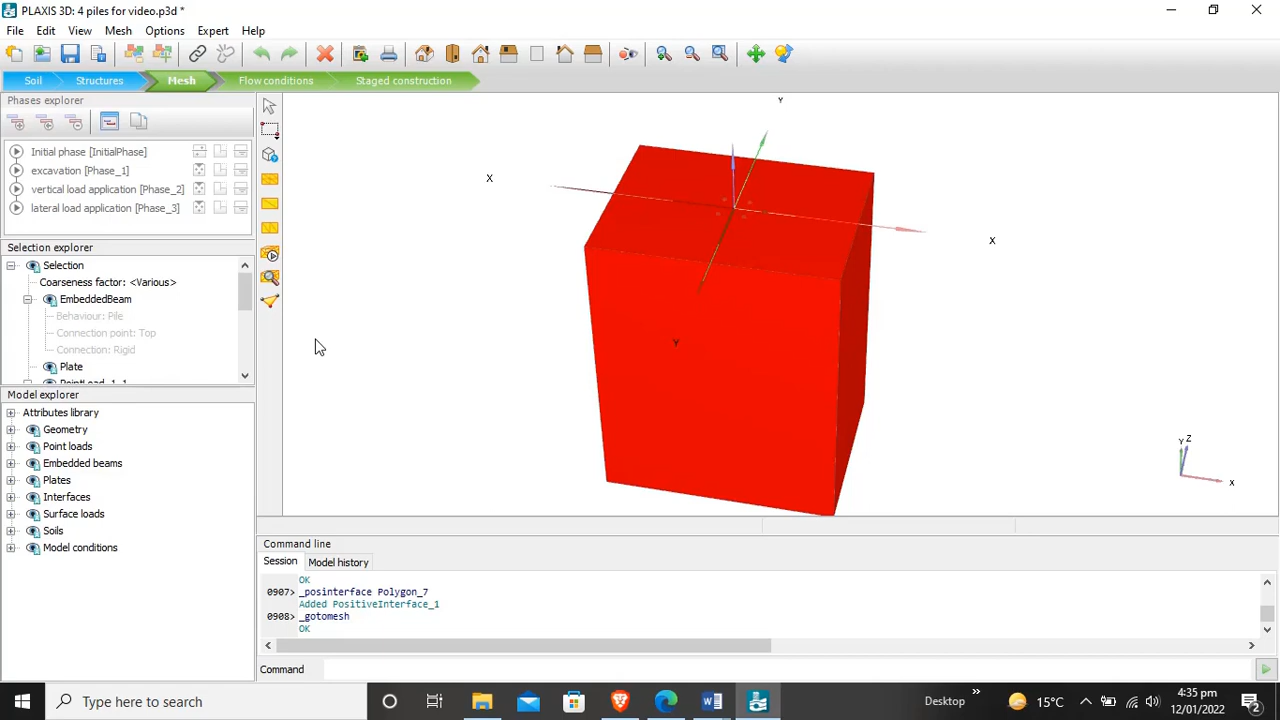 PLAXIS 3D: 4 piles for video.p3d *
File Edit View Mesh Options Expert Help
Soil Structures Mesh Flow conditions Staged construction
Phases explorer
Initial phase [InitialPhase]
excavation [Phase_1]
vertical load application [Phase_2]
lateral load application [Phase_3]
Selection explorer
Selection
Coarseness factor: <Various>
EmbeddedBeam
Behaviour: Pile
Connection point: Top
Connection: Rigid
Plate
PointLoad_1_1
Model explorer
Attributes library
Geometry
Point loads
Embedded beams
Plates
Interfaces
Surface loads
Soils
Model conditions
Y
X
X
Y
Y Z
X
Command line
Session Model history
OK
0907> _posinterface Polygon_7
Added PositiveInterface_1
0908> _gotomesh
OK
Command
Type here to search
Desktop » 15°C 4:35 pm
12/01/2022 2